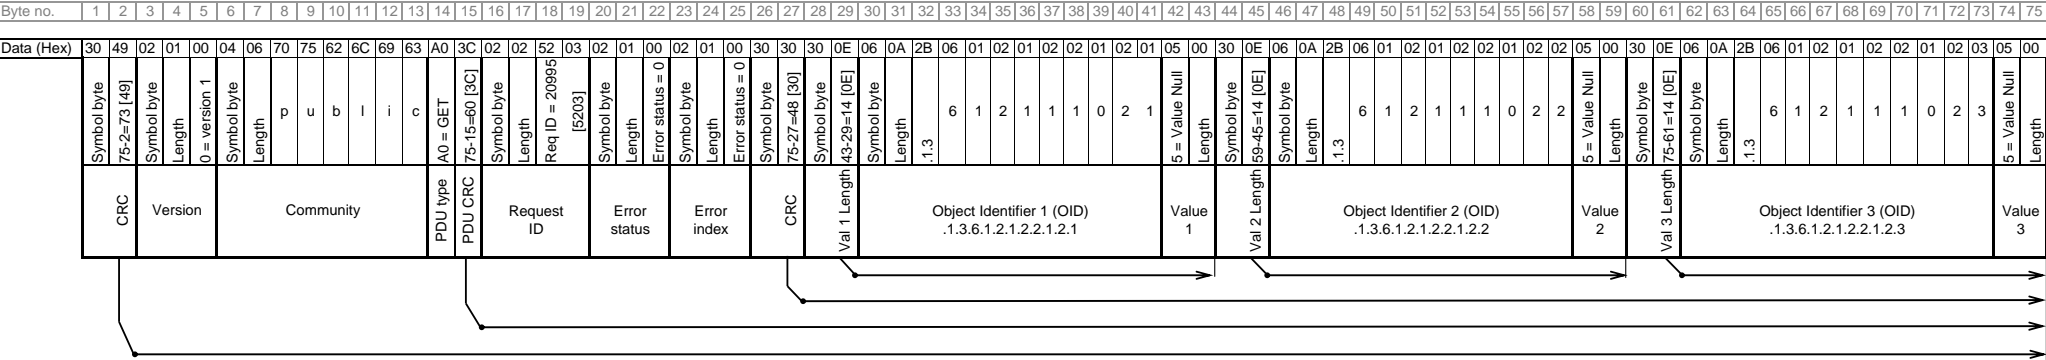 Byte no. 1 2 3 4 5 6 7 8 9 10 11 12 13 14 15 16 17 18 19 20 21 22 23 24 25 26 27 28 29 30 31 32 33 34 35 36 37 38 39 40 41 42 43 44 45 46 47 48 49 50 51 52 53 54 55 56 57 58 59 60 61 62 63 64 65 66 67 68 69 70 71 72 73 74 75
Data (Hex) 30 49 02 01 00 04 06 70 75 62 6C 69 63 A0 3C 02 02 52 03 02 01 00 02 01 00 30 30 30 0E 06 0A 2B 06 01 02 01 02 02 01 02 01 05 00 30 0E 06 0A 2B 06 01 02 01 02 02 01 02 02 05 00 30 0E 06 0A 2B 06 01 02 01 02 02 01 02 03 05 00
Symbol byte
75-2=73 [49]
Symbol byte
Length
0 = version 1
Symbol byte
Length
p u b l i c
A0 = GET
75-15=60 [3C]
Symbol byte
Length
Req ID = 20995
[5203]
Symbol byte
Length
Error status = 0
Symbol byte
Length
Error status = 0
Symbol byte
75-27=48 [30]
Symbol byte
43-29=14 [0E]
Symbol byte
Length
.1.3
6 1 2 1 1 1 0 2 1
5 = Value Null
Length
Symbol byte
59-45=14 [0E]
Symbol byte
Length
.1.3
6 1 2 1 1 1 0 2 2
5 = Value Null
Length
Symbol byte
75-61=14 [0E]
Symbol byte
Length
.1.3
6 1 2 1 1 1 0 2 3
5 = Value Null
Length
CRC
Version
Community
PDU type
PDU CRC
Request
ID
Error
status
Error
index
CRC
Val 1 Length
Object Identifier 1 (OID)
.1.3.6.1.2.1.2.2.1.2.1
Value
1
Val 2 Length
Object Identifier 2 (OID)
.1.3.6.1.2.1.2.2.1.2.2
Value
2
Val 3 Length
Object Identifier 3 (OID)
.1.3.6.1.2.1.2.2.1.2.3
Value
3